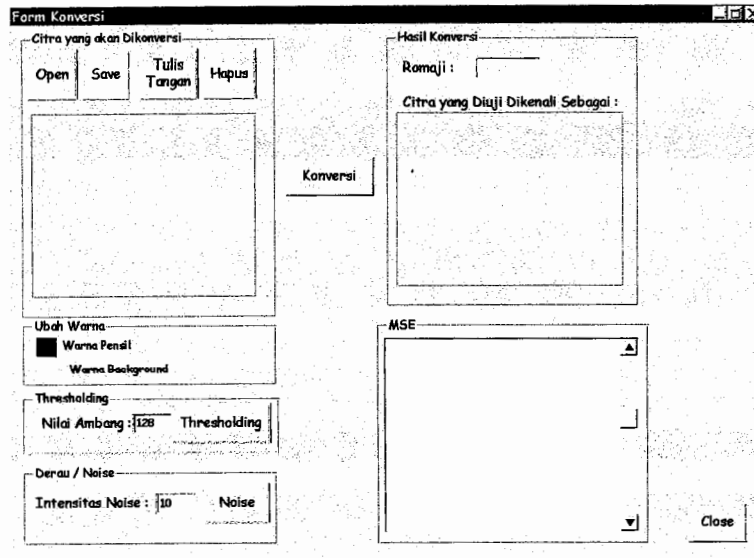 Form Konversi
Citra yang akan Dikonversi
Open
Save
Tulis
Tangan
Hapus
Konversi
Hasil Konversi
Romaji :
Citra yang Diuji Dikenali Sebagai :
Ubah Warna
Warna Pensil
Warna Background
Thresholding
Nilai Ambang : 128 Thresholding
Derau / Noise
Intensitas Noise : 10 Noise
MSE
Close